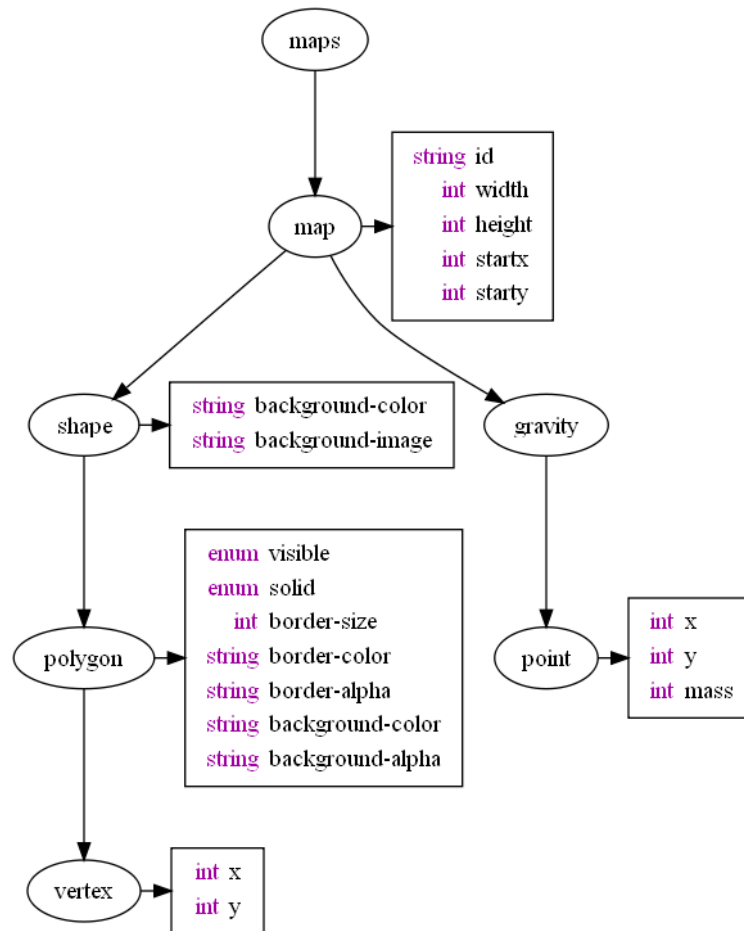 maps
string id
int width
int height
int startx
int starty
map
shape
string background-color
string background-image
gravity
enum visible
enum solid
int border-size
string border-color
string border-alpha
string background-color
string background-alpha
polygon
point
int x
int y
int mass
vertex
int x
int y